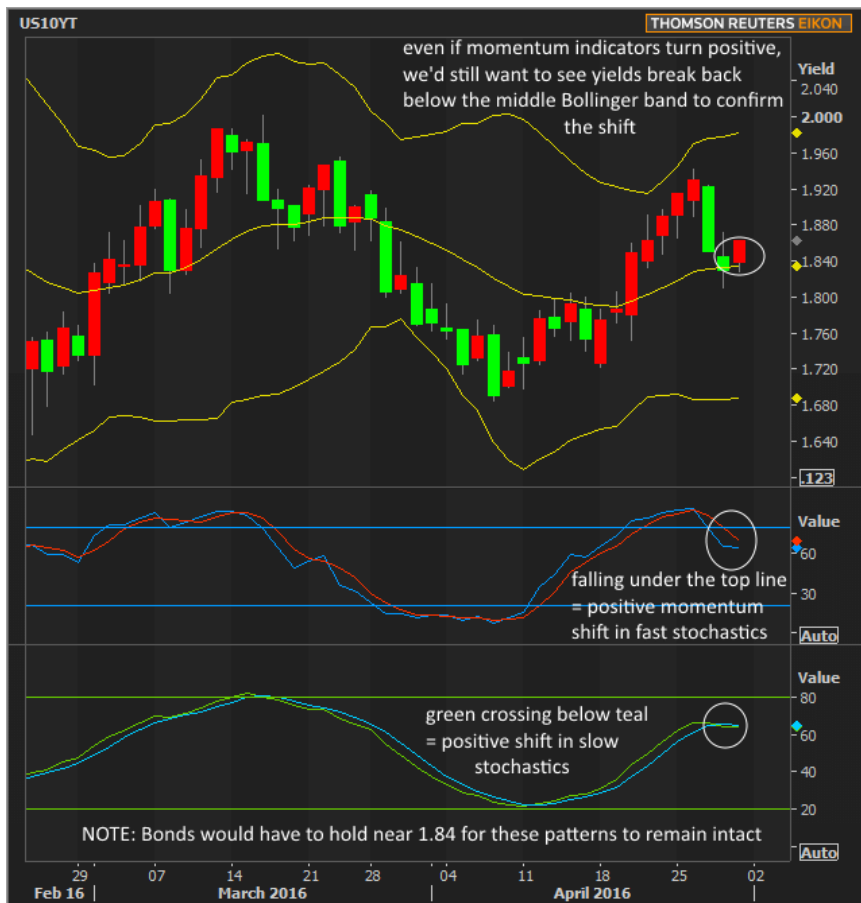 US10YT
THOMSON REUTERS EIKON
even if momentum indicators turn positive,
we'd still want to see yields break back
below the middle Bollinger band to confirm
the shift
Yield
2.040
2.000
1.960
1.920
1.880
1.840
1.800
1.760
1.720
1.680
1.640
.123
Value
60
30
Auto
falling under the top line
= positive momentum
shift in fast stochastics
Value
80
60
40
20
Auto
green crossing below teal
= positive shift in slow
stochastics
NOTE: Bonds would have to hold near 1.84 for these patterns to remain intact
29 07 14 21 28 04 11 18 25 02
Feb 16 March 2016 April 2016